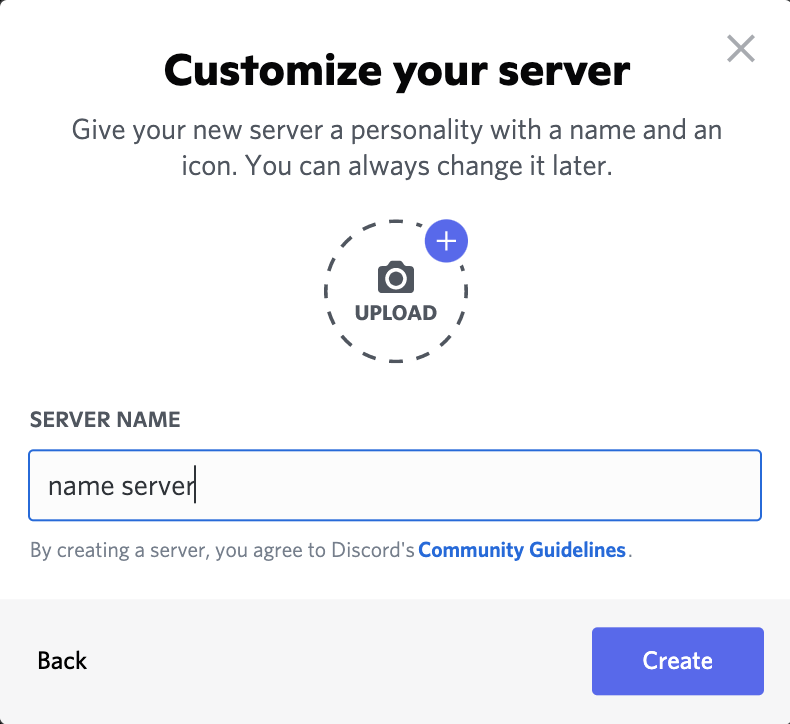 Customize your server
Give your new server a personality with a name and an
icon. You can always change it later.
UPLOAD
SERVER NAME
name server
By creating a server, you agree to Discord's Community Guidelines.
Back
Create